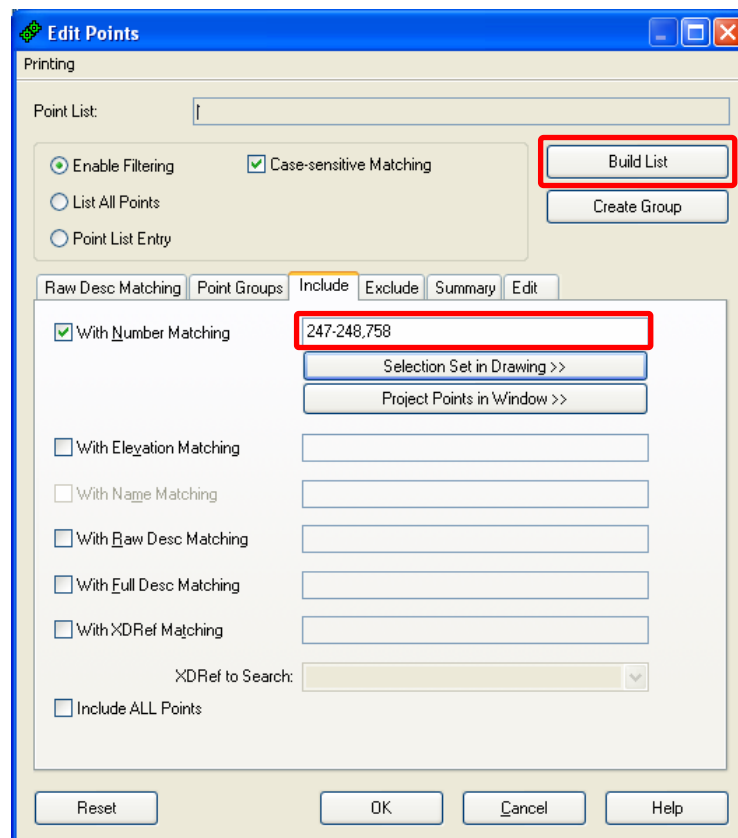 Edit Points
Printing
Point List:
Enable Filtering
Case-sensitive Matching
Build List
List All Points
Create Group
Point List Entry
Raw Desc Matching Point Groups Include Exclude Summary Edit
With Number Matching 247-248,758
Selection Set in Drawing >>
Project Points in Window >>
With Elevation Matching
With Name Matching
With Raw Desc Matching
With Full Desc Matching
With XDRef Matching
XDRef to Search:
Include ALL Points
Reset OK Cancel Help